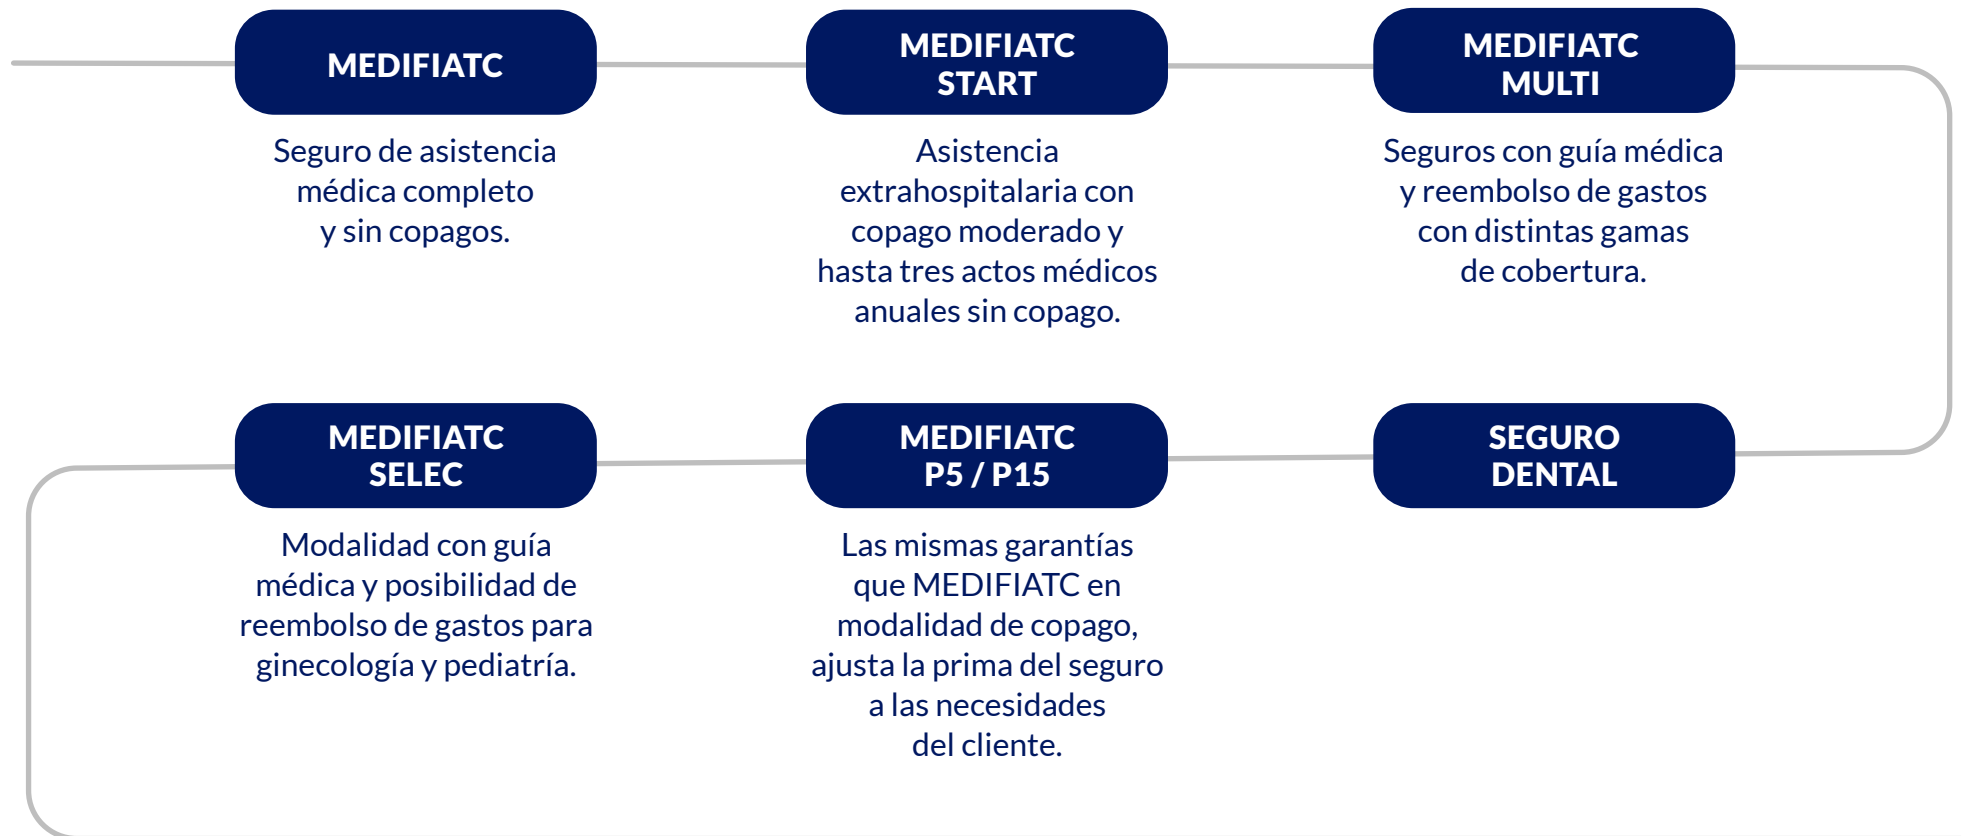 MEDIFIATC
Seguro de asistencia
médica completo
y sin copagos.
MEDIFIATC
START
Asistencia
extrahospitalaria con
copago moderado y
hasta tres actos médicos
anuales sin copago.
MEDIFIATC
MULTI
Seguros con guía médica
y reembolso de gastos
con distintas gamas
de cobertura.
MEDIFIATC
SELEC
Modalidad con guía
médica y posibilidad de
reembolso de gastos para
ginecología y pediatría.
MEDIFIATC
P5 / P15
Las mismas garantías
que MEDIFIATC en
modalidad de copago,
ajusta la prima del seguro
a las necesidades
del cliente.
SEGURO
DENTAL